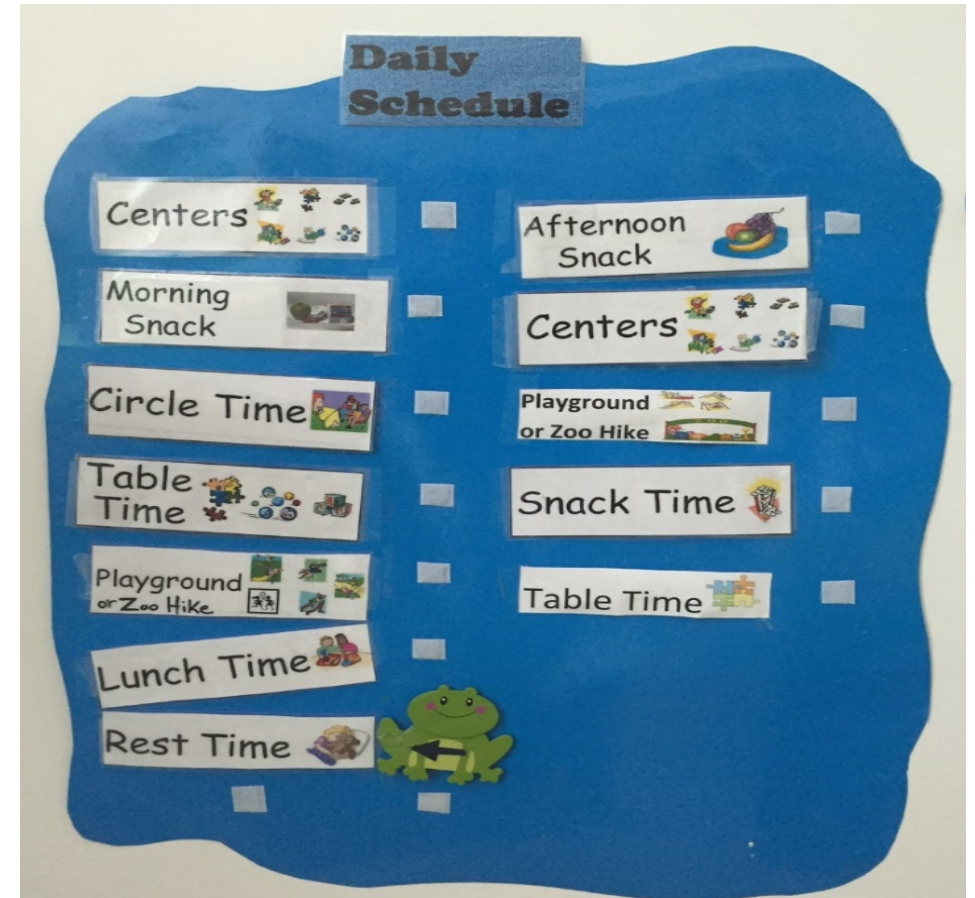 Daily
Schedule
Centers
Morning
Snack
Circle Time
Table
Time
Playground
or Zoo Hike
Lunch Time
Rest Time
Afternoon
Snack
Centers
Playground
or Zoo Hike
Snack Time
Table Time